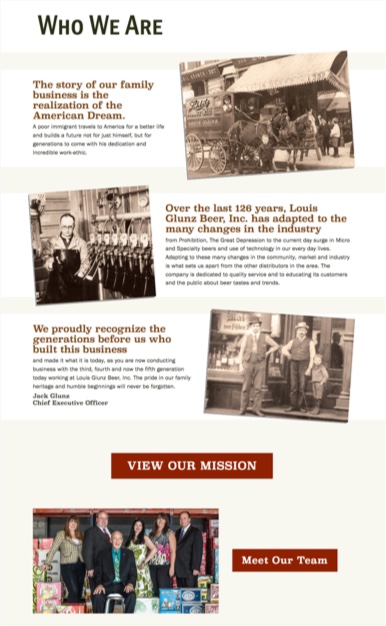 Who We Are
The story of our family
business is the
realization of the
American Dream.
A poor immigrant travels to America for a better life
and builds a future not for just himself, but for
generations to come with his dedication and
incredible work-ethic.
Over the last 126 years, Louis
Glunz Beer, Inc. has adapted to the
many changes in the industry
from Prohibition, The Great Depression to the current day surge in Micro
and Specialty beers and use of technology in our every day lives.
Adapting to these many changes in the community, market and industry
is what sets us apart from the other distributors in the area. The
company is dedicated to quality service and to educating its customers
and the public about beer tastes and trends.
We proudly recognize the
generations before us who
built this business
and made it what it is today, as you are now conducting
business with the third, fourth and now the fifth generation
today working at Louis Glunz Beer, Inc. The pride in our family
heritage and humble beginnings will never be forgotten.
Jack Glunz
Chief Executive Officer
VIEW OUR MISSION
Meet Our Team